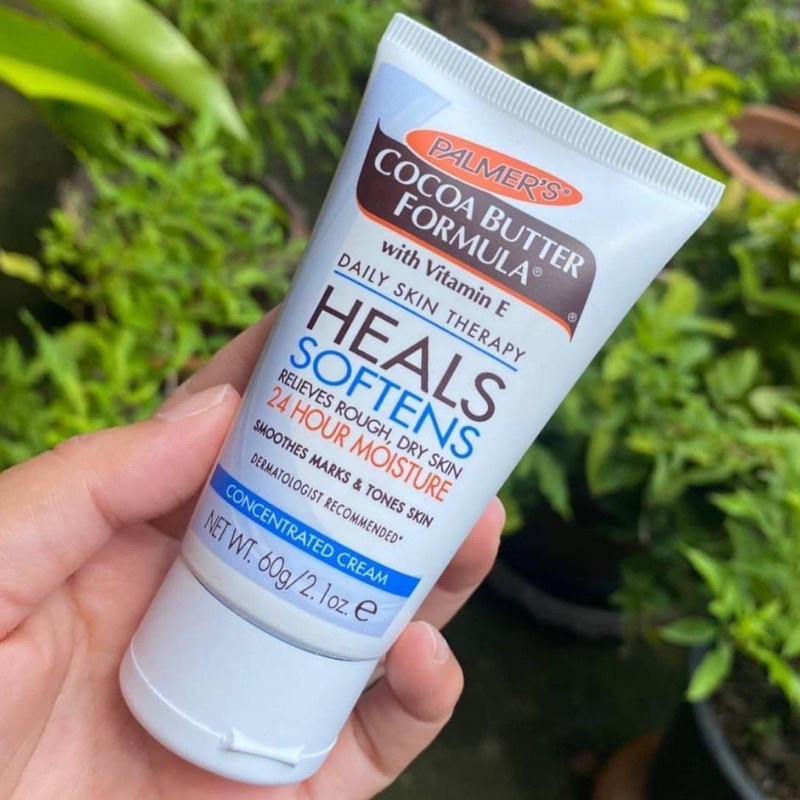 PALMER'S®
COCOA BUTTER
FORMULA®
®
with Vitamin E
DAILY SKIN THERAPY
HEALS
SOFTENS
RELIEVES ROUGH, DRY SKIN
24 HOUR MOISTURE
SMOOTHES MARKS & TONES SKIN
DERMATOLOGIST RECOMMENDED*
CONCENTRATED CREAM
NET WT. 60g/2.1oz. e